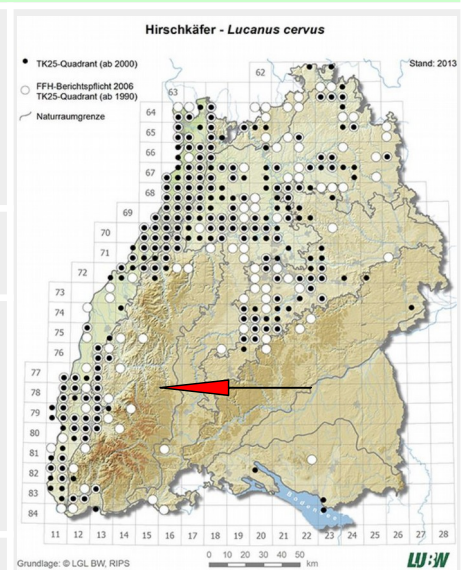 Hirschkäfer - Lucanus cervus
TK25-Quadrant (ab 2000)
FFH-Berichtspflicht 2006
TK25-Quadrant (ab 1990)
Naturraumgrenze
Stand: 2013
62
63
64
65
66
67
68
69
70
71
72
73
74
75
76
77
78
79
80
81
82
83
84
Bodensee
11 12 13 14 15 16 17 18 19 20 21 22 23 24 25 26 27 28
0 10 20 30 40 50
km
Grundlage: © LGL BW, RIPS
LUBW